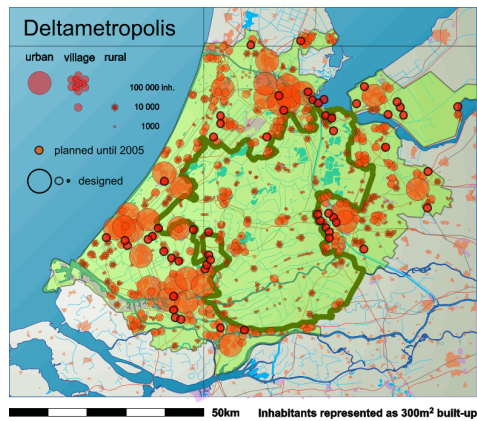 Deltametropolis
urban village rural
100 000 inh.
10 000
1000
planned until 2005
designed
50km Inhabitants represented as 300m² built-up